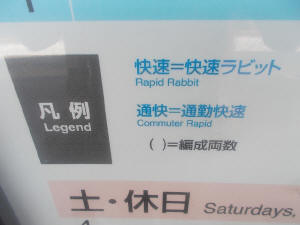 凡例
Legend
快速＝快速ラビット
Rapid Rabbit
通快＝通勤快速
Commuter Rapid
( )＝編成両数
土・休日 Saturdays,